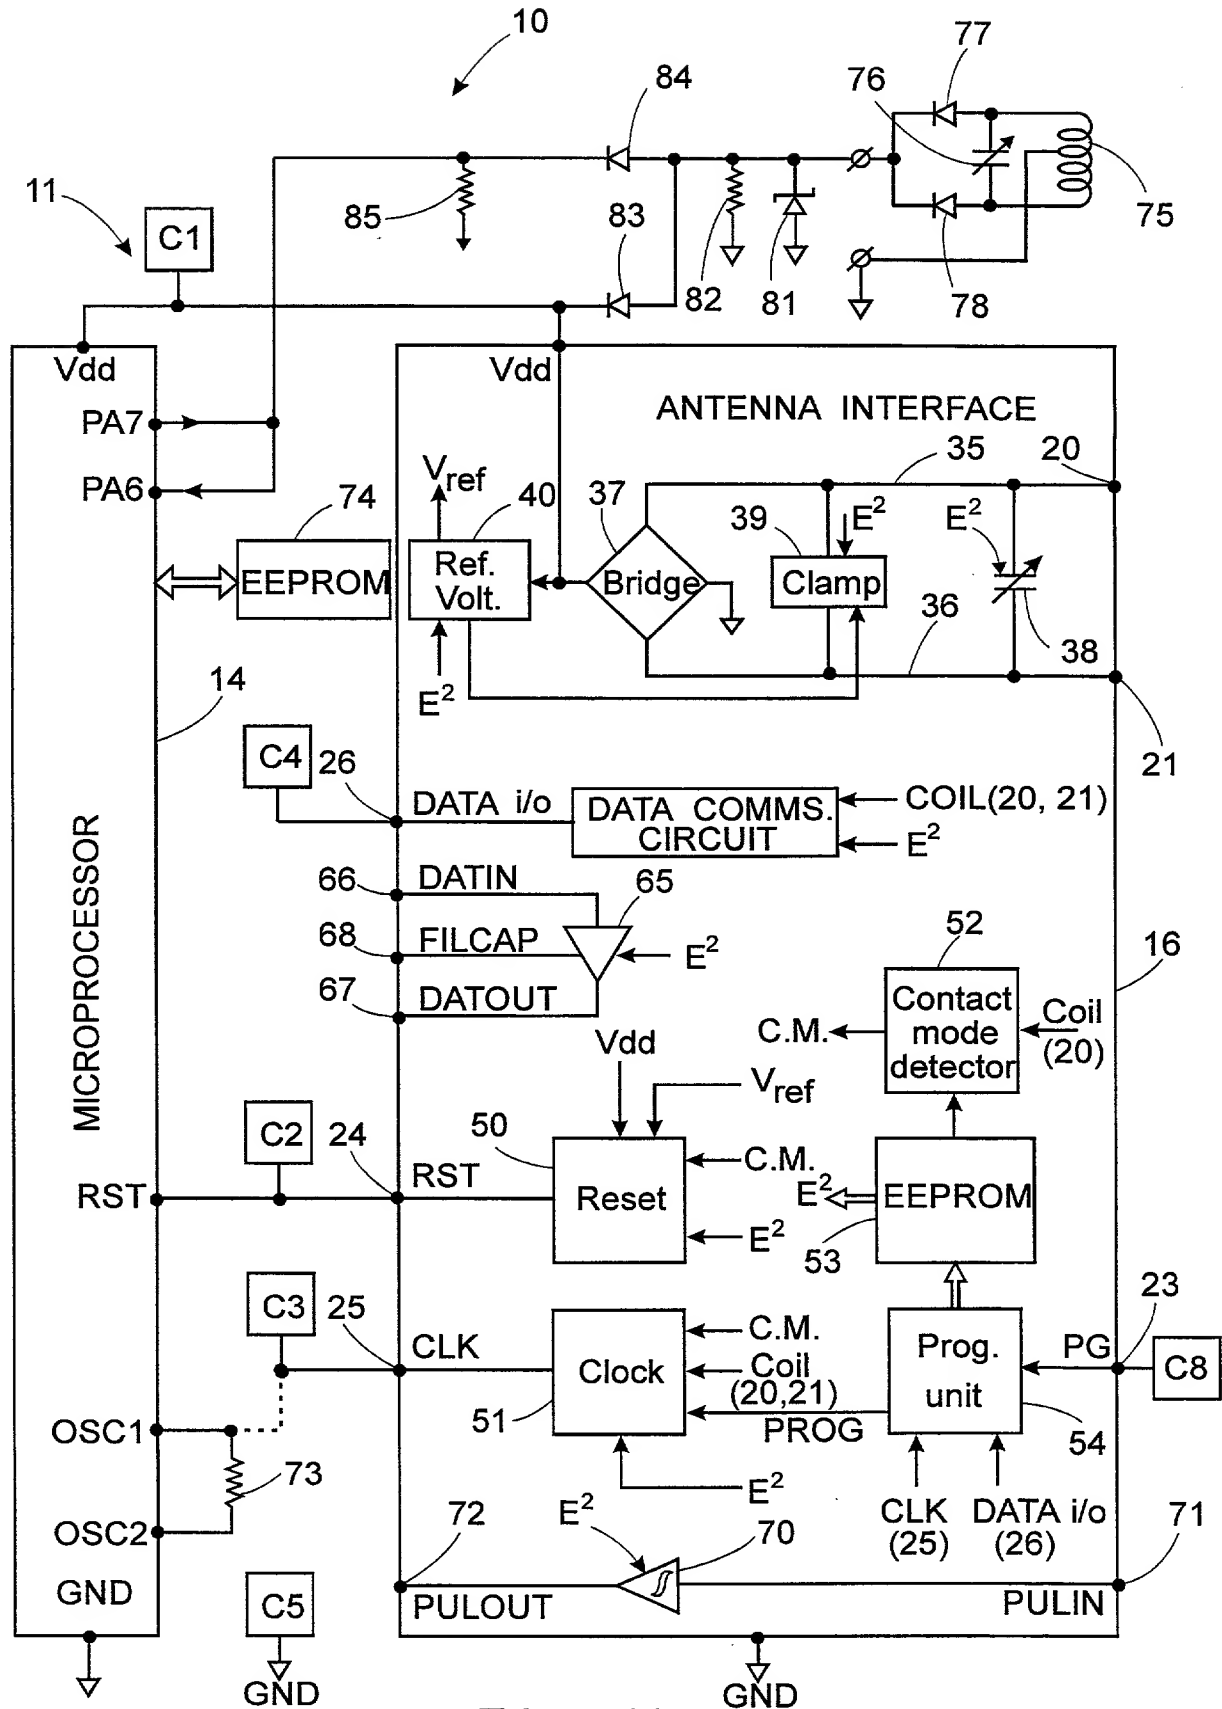 10
77
76
84
75
11
85
83
C1
82
81
78
Vdd
Vdd
PA7
ANTENNA INTERFACE
PA6
Vref
40
37
35
20
74
39
E2
E2
EEPROM
Ref.
Volt.
Bridge
Clamp
36
38
E2
14
21
C4
26
DATA i/o
DATA COMMS.
CIRCUIT
COIL(20, 21)
E2
MICROPROCESSOR
66
DATIN
65
68
FILCAP
E2
52
16
67
DATOUT
Contact
mode
detector
C.M.
Coil
(20)
Vdd
Vref
C2
24
50
RST
RST
Reset
C.M.
E2
E2
EEPROM
53
C3
25
23
CLK
Clock
C.M.
Coil
(20,21)
PROG
51
Prog.
unit
PG
C8
54
OSC1
73
E2
OSC2
72
E2
70
CLK
(25)
DATA i/o
(26)
71
GND
C5
PULOUT
PULIN
GND
GND